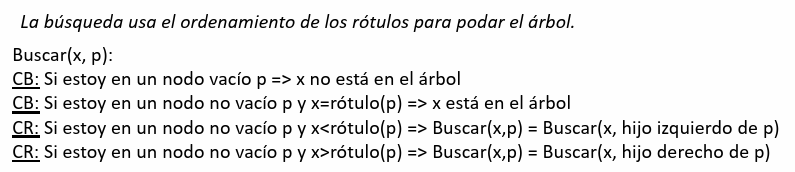 La búsqueda usa el ordenamiento de los rótulos para podar el árbol.
Buscar(x, p):
CB: Si estoy en un nodo vacío p => x no está en el árbol
CB: Si estoy en un nodo no vacío p y x=rótulo(p) => x está en el árbol
CR: Si estoy en un nodo no vacío p y x<rótulo(p) => Buscar(x,p) = Buscar(x, hijo izquierdo de p)
CR: Si estoy en un nodo no vacío p y x>rótulo(p) => Buscar(x,p) = Buscar(x, hijo derecho de p)